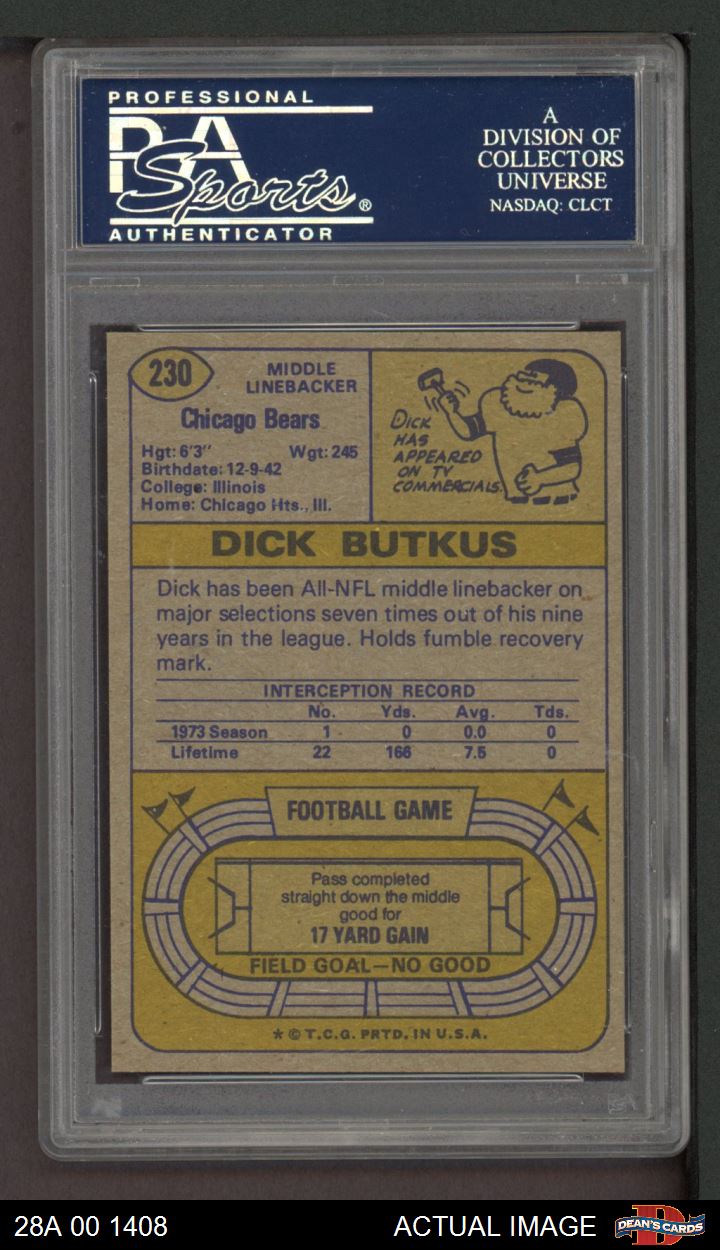 PROFESSIONAL
PSA
Sports®
AUTHENTICATOR
A
DIVISION OF
COLLECTORS
UNIVERSE
NASDAQ: CLCT
230
MIDDLE
LINEBACKER
Chicago Bears
Hgt: 6'3" Wgt: 245
Birthdate: 12-9-42
College: Illinois
Home: Chicago Hts., Ill.
DICK
HAS
APPEARED
ON TV
COMMERCIALS.
DICK BUTKUS
Dick has been All-NFL middle linebacker on
major selections seven times out of his nine
years in the league. Holds fumble recovery
mark.
INTERCEPTION RECORD
No. Yds. Avg. Tds.
1973 Season 1 0 0.0 0
Lifetime 22 166 7.5 0
FOOTBALL GAME
Pass completed
straight down the middle
good for
17 YARD GAIN
FIELD GOAL—NO GOOD
* © T.C.G. PRTD. IN U.S.A.
28A 00 1408
ACTUAL IMAGE
D
DEAN'S CARDS